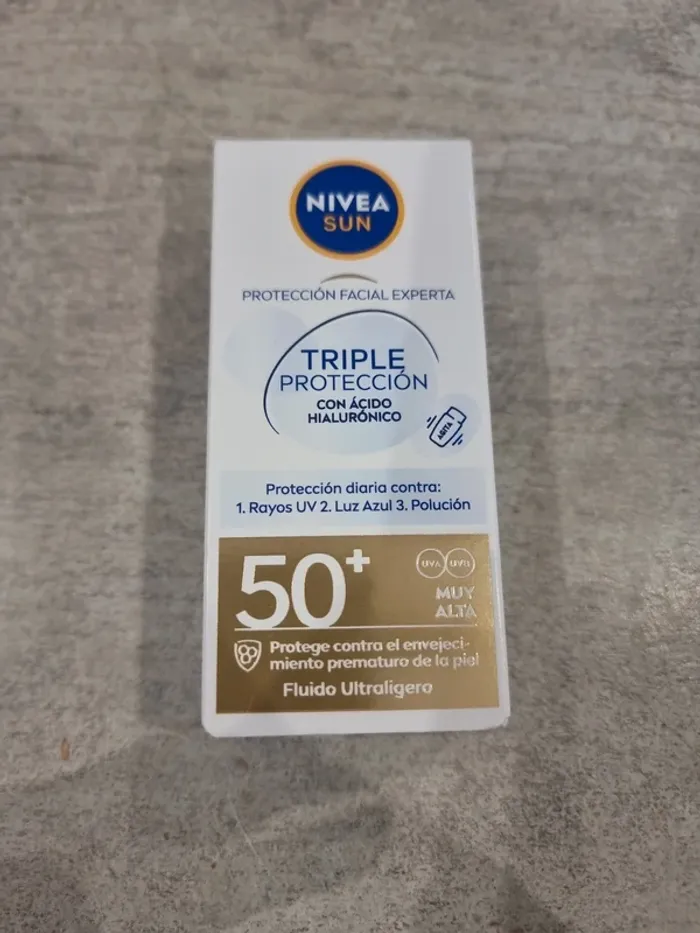 NIVEA
SUN
PROTECCIÓN FACIAL EXPERTA
TRIPLE
PROTECCIÓN
CON ÁCIDO
HIALURÓNICO
AGITA
Protección diaria contra:
1. Rayos UV 2. Luz Azul 3. Polución
50+
UVA UVB
MUY
ALTA
Protege contra el envejeci-
miento prematuro de la piel
Fluido Ultraligero